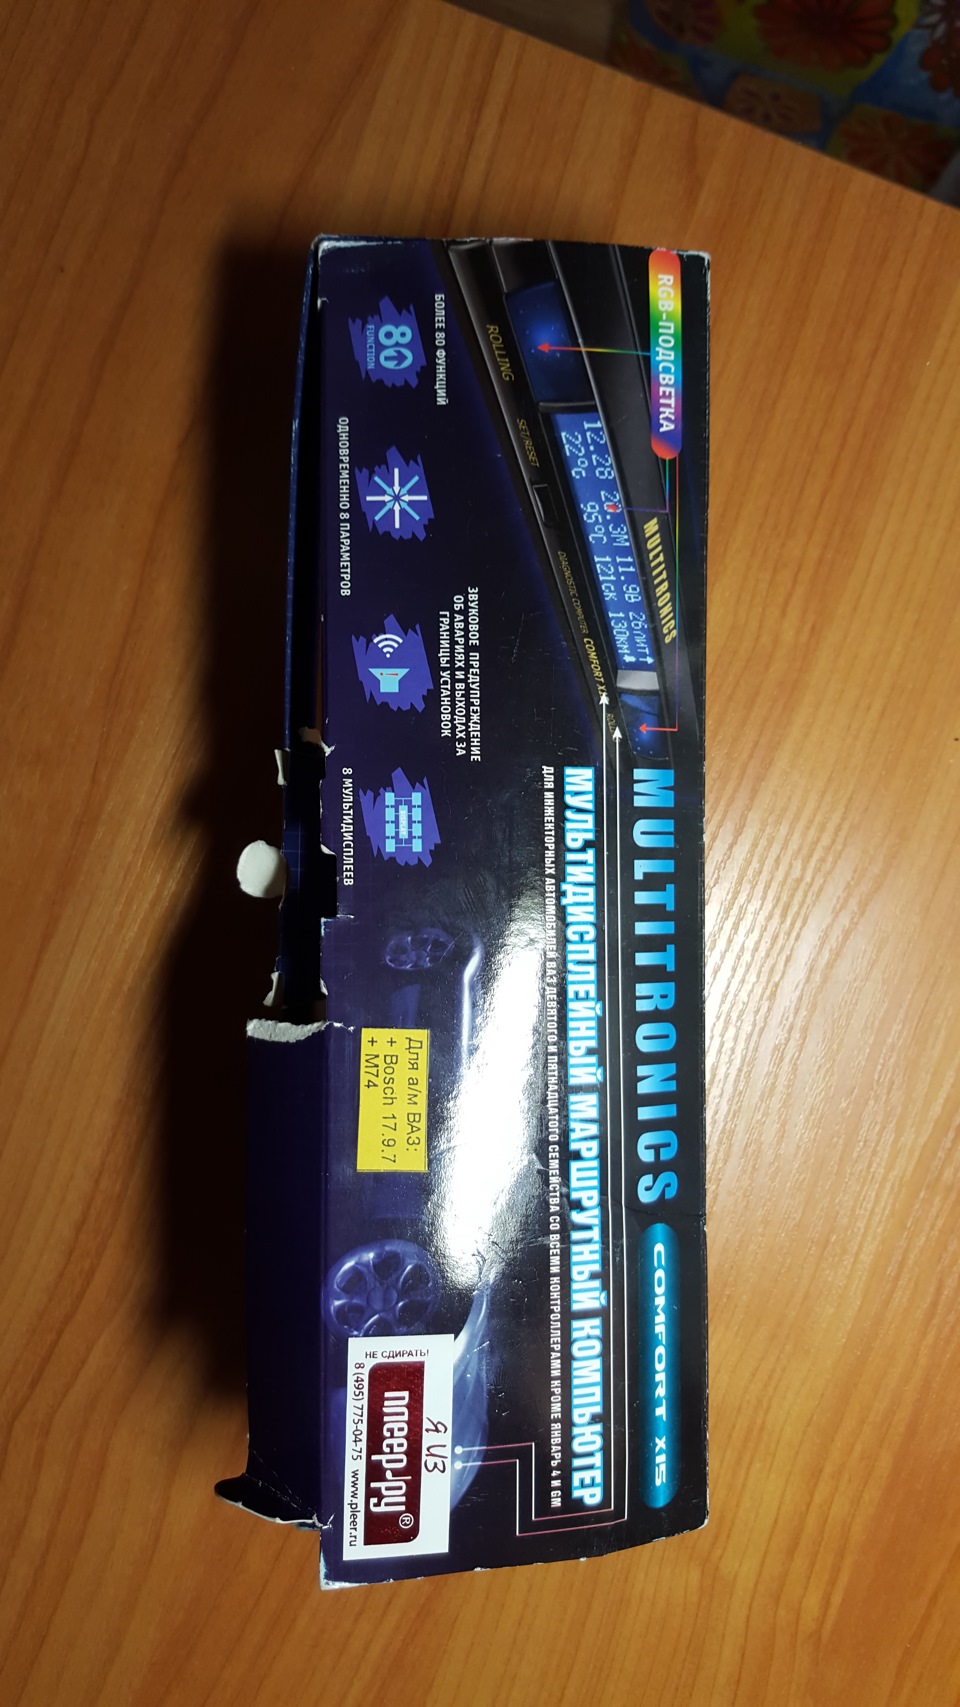 RGB-ПОДСВЕТКА
MULTITRONICS
12.28 20.3М 11.9В 26ЛИТ
22°С 95°С 121СК 130КМ
ROLLING
SET/RESET
DIAGNOSTIC COMPUTER COMFORT
MULTITRONICS COMFORT X15
МУЛЬТИДИСПЛЕЙНЫЙ МАРШРУТНЫЙ КОМПЬЮТЕР
ДЛЯ ИНЖЕКТОРНЫХ АВТОМОБИЛЕЙ ВАЗ ДЕВЯТОГО И ПЯТНАДЦАТОГО СЕМЕЙСТВА СО ВСЕМИ КОНТРОЛЛЕРАМИ КРОМЕ ЯНВАРЬ 4 И GM
БОЛЕЕ 80 ФУНКЦИЙ
80
FUNCTION
ОДНОВРЕМЕННО 8 ПАРАМЕТРОВ
ЗВУКОВОЕ ПРЕДУПРЕЖДЕНИЕ
ОБ АВАРИЯХ И ВЫХОДАХ ЗА
ГРАНИЦЫ УСТАНОВОК
8 МУЛЬТИДИСПЛЕЕВ
Для а/м ВАЗ:
+ Bosch 17.9.7
+ М74
Я ИЗ
плеер.ру®
НЕ СДИРАТЬ!
8 (495) 775-04-75 www.pleer.ru